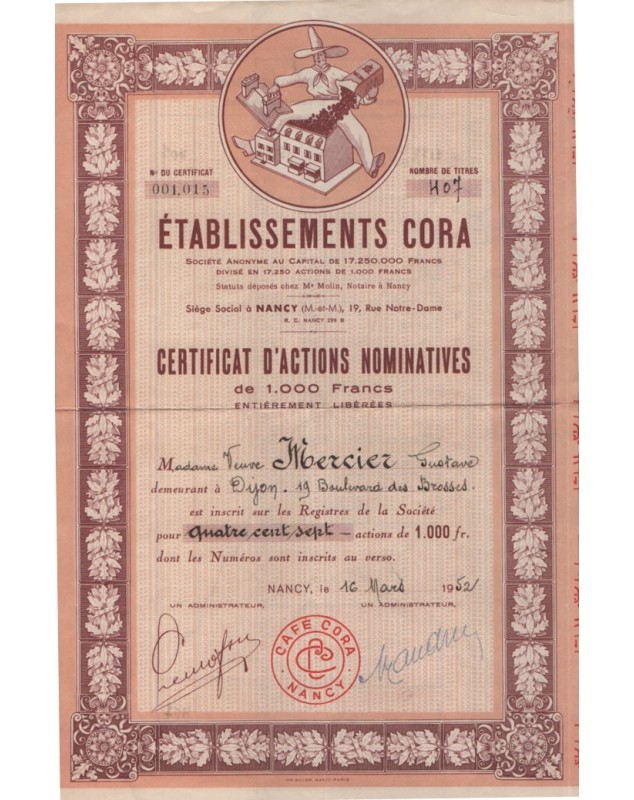 Nº DU CERTIFICAT
001.015
NOMBRE DE TITRES
407
ÉTABLISSEMENTS CORA
SOCIÉTÉ ANONYME AU CAPITAL DE 17.250.000 FRANCS
DIVISÉ EN 17.250 ACTIONS DE 1.000 FRANCS
Statuts déposés chez Me Molin, Notaire à Nancy
Siège Social à NANCY (M.-et-M.), 19, Rue Notre-Dame
R. C. NANCY 229 B
CERTIFICAT D'ACTIONS NOMINATIVES
de 1.000 Francs
ENTIÈREMENT LIBÉRÉES
Madame Veuve Mercier Gustave
demeurant à Dijon. 19 Boulevard des Brosses.
est inscrit sur les Registres de la Société
pour quatre cent sept actions de 1.000 fr.
dont les Numéros sont inscrits au verso.
NANCY, le 16 Mars 1952
UN ADMINISTRATEUR,
UN ADMINISTRATEUR,
CAFE CORA
NANCY